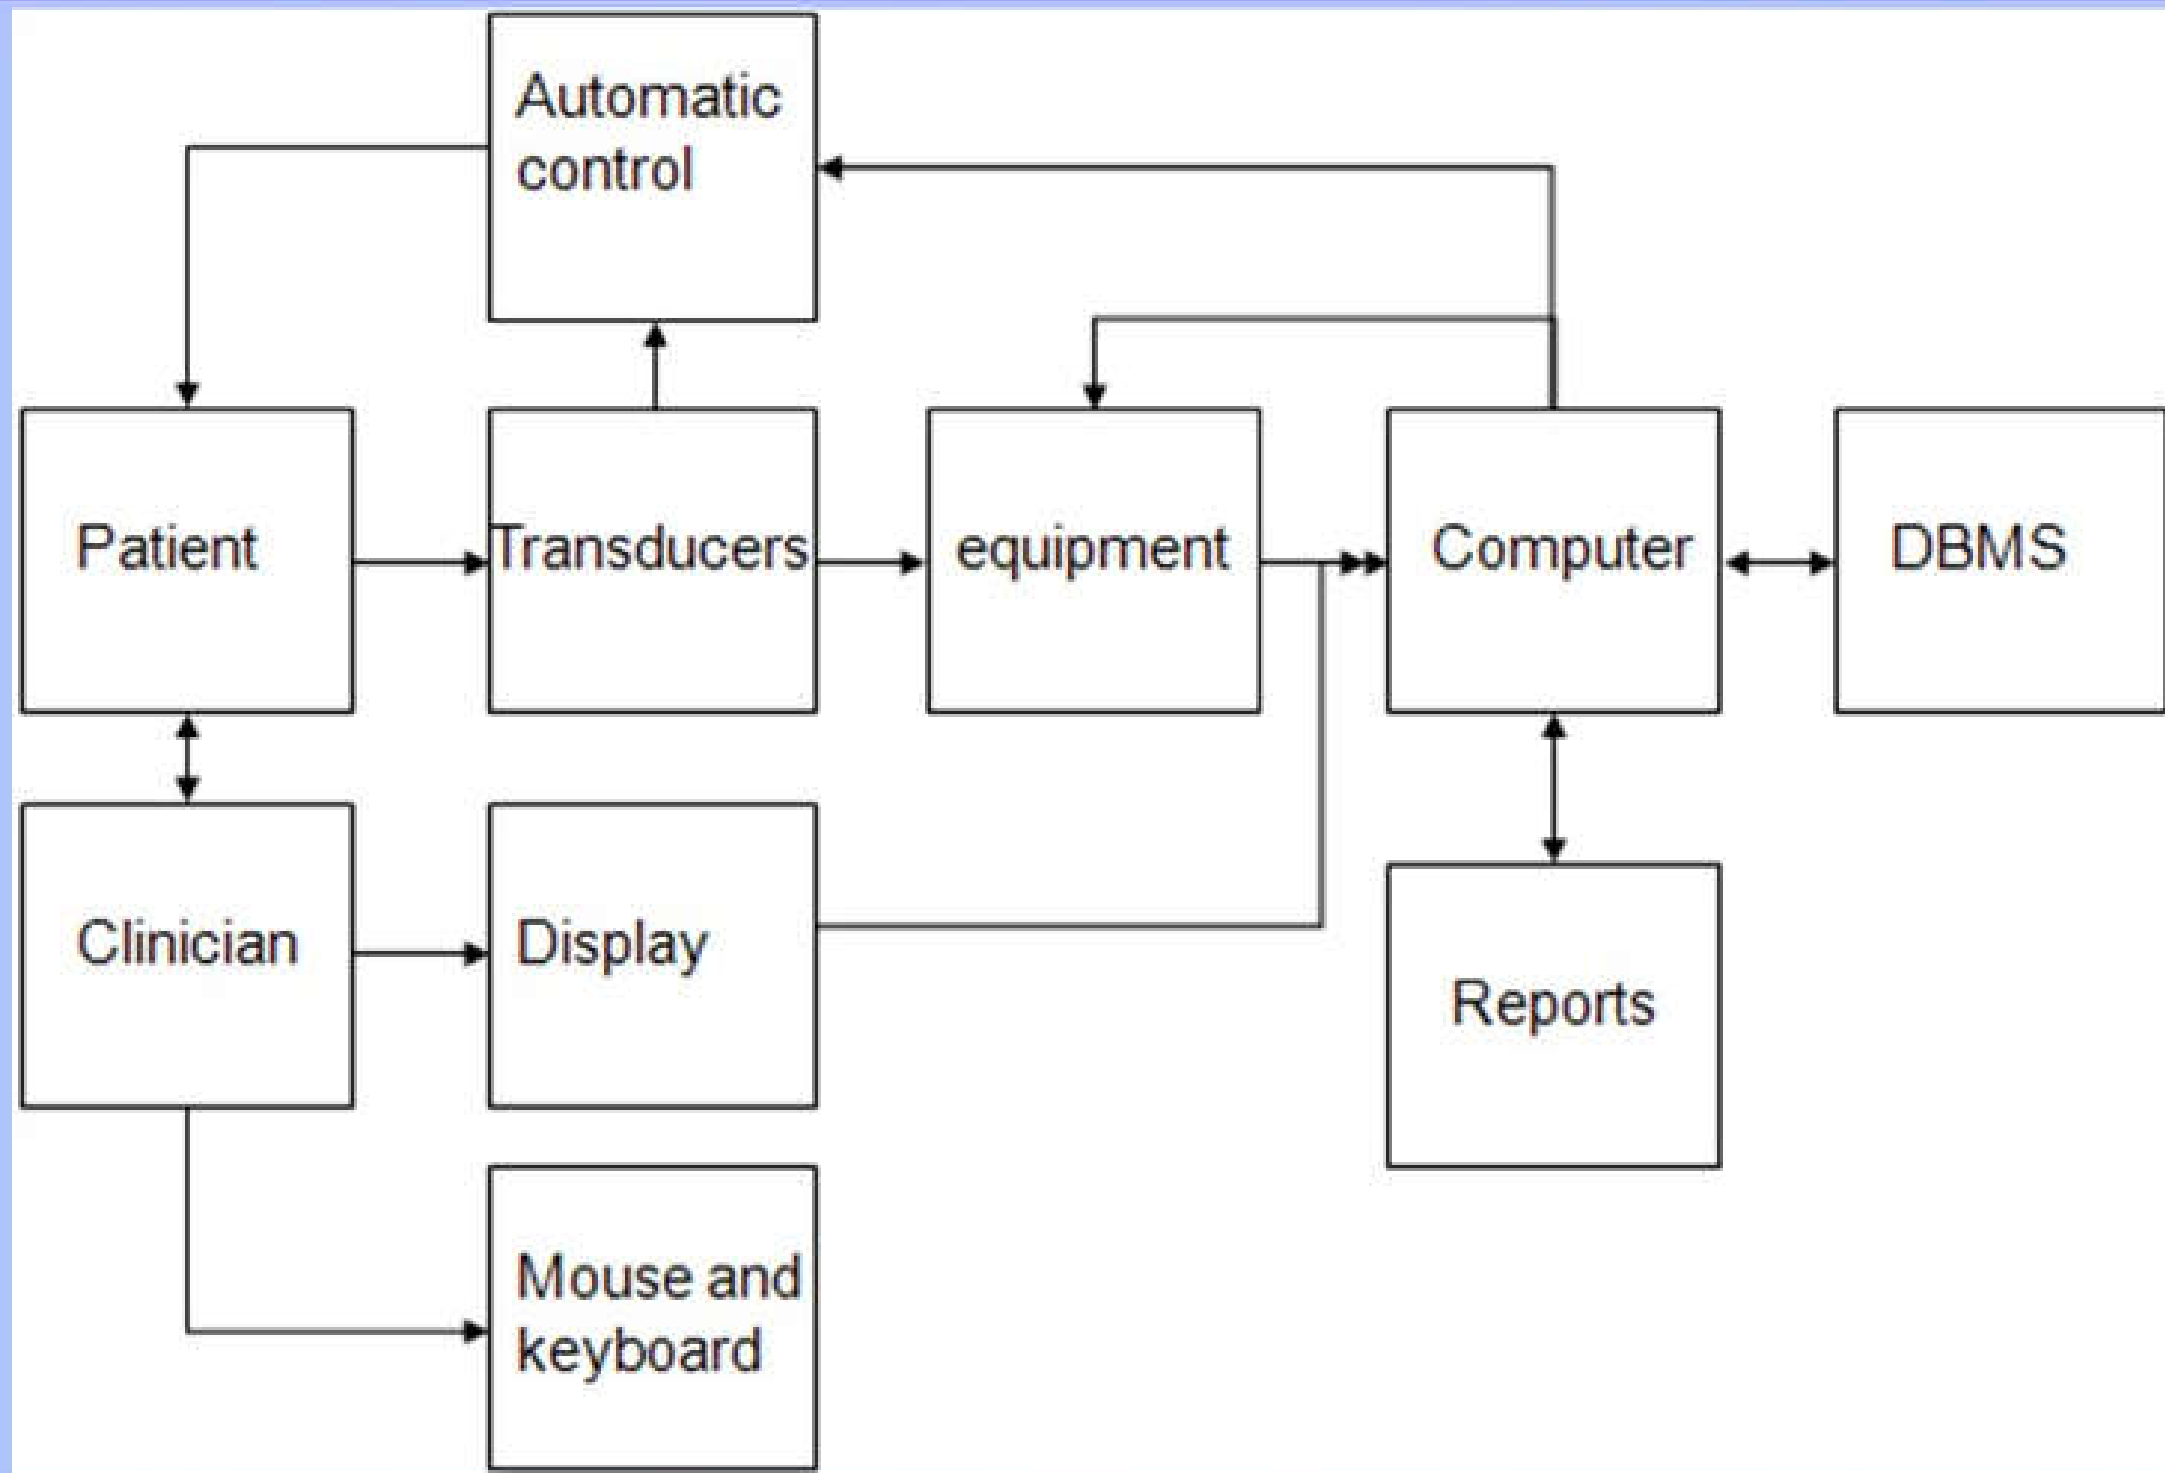 Automatic
control
Patient
Transducers
equipment
Computer
DBMS
Clinician
Display
Reports
Mouse and
keyboard